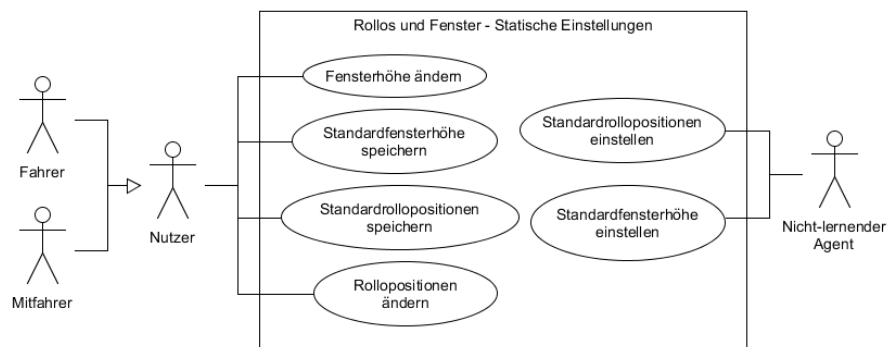 Rollos und Fenster - Statische Einstellungen
Fensterhöhe ändern
Standardfensterhöhe
speichern
Standardrollopositionen
speichern
Rollopositionen
ändern
Standardrollopositionen
einstellen
Standardfensterhöhe
einstellen
Fahrer
Mitfahrer
Nutzer
Nicht-lernender
Agent